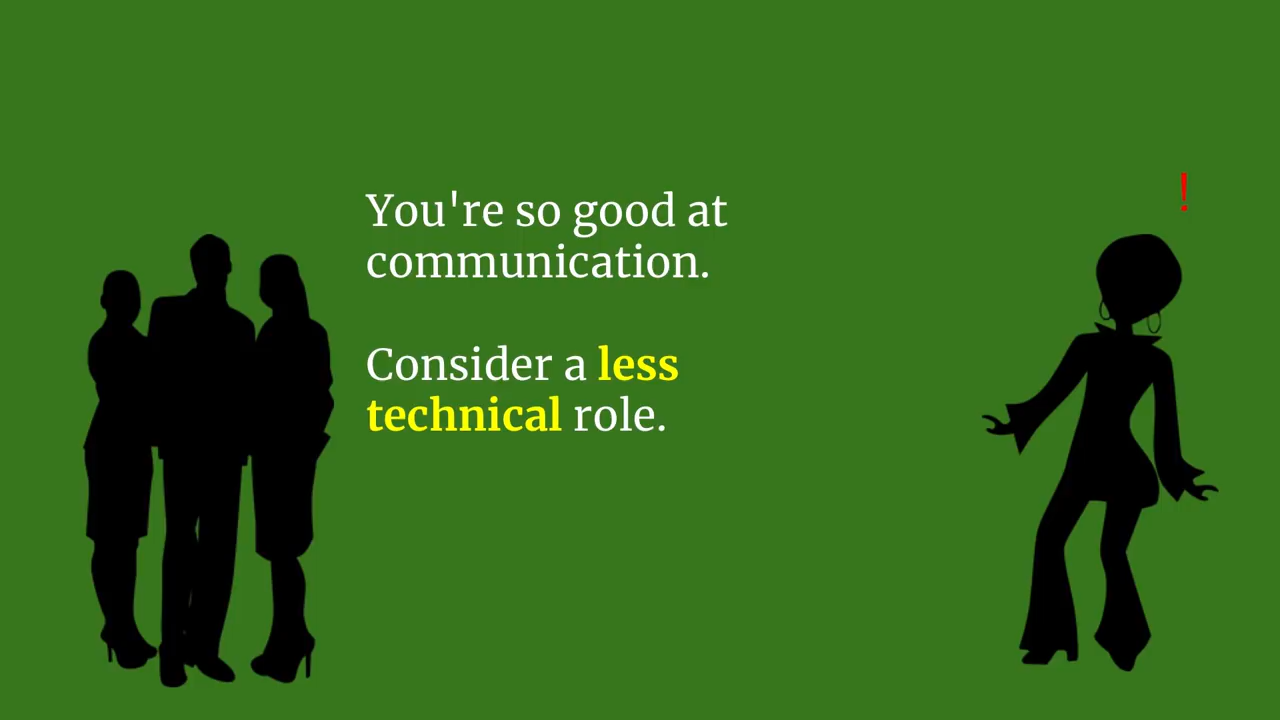 You're so good at
communication.
Consider a less
technical role.
!